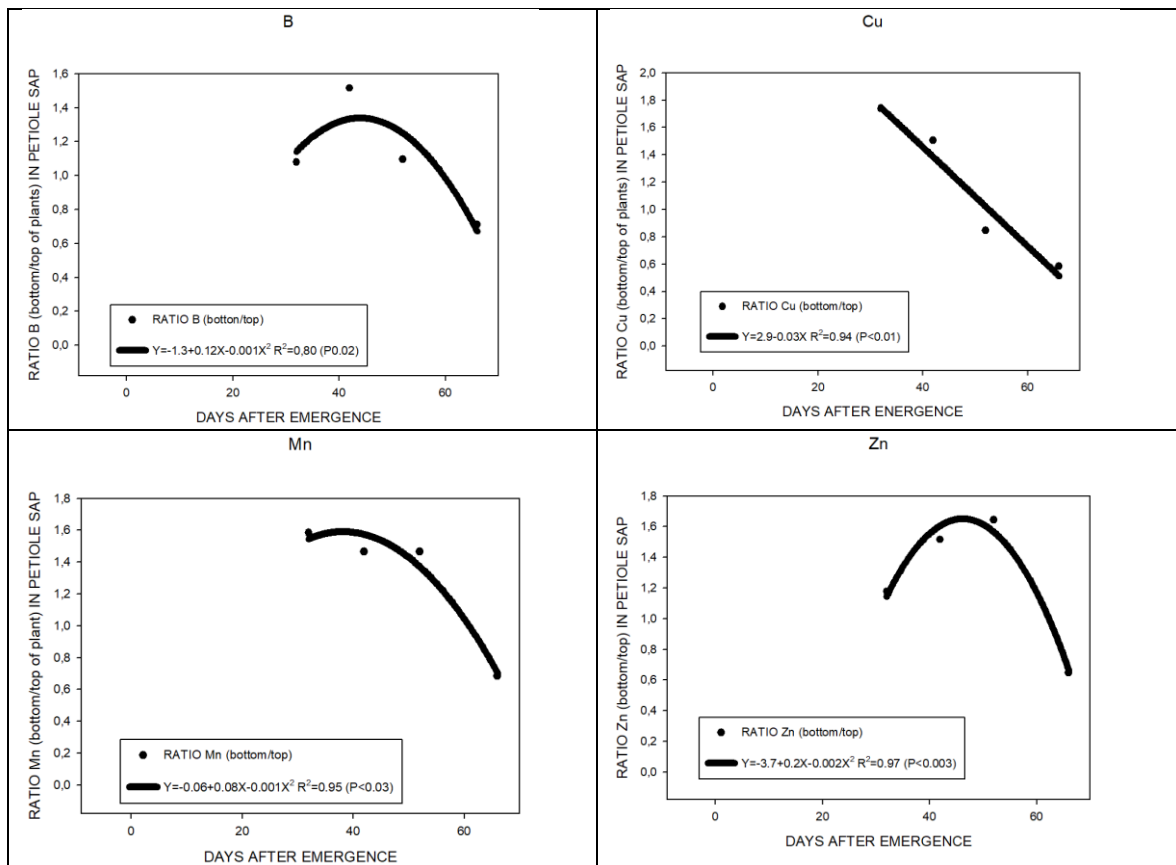 B
RATIO B (bottom/top of plants) IN PETIOLE SAP
1,6
1,4
1,2
1,0
0,8
0,6
0,4
0,2
0,0
RATIO B (botton/top)
Y=-1.3+0.12X-0.001X² R²=0,80 (P0.02)
0 20 40 60
DAYS AFTER EMERGENCE
Cu
RATIO Cu (bottom/top of plants) IN PETIOLE SAP
2,0
1,8
1,6
1,4
1,2
1,0
0,8
0,6
0,4
0,2
0,0
RATIO Cu (bottom/top)
Y=2.9-0.03X R²=0.94 (P<0.01)
0 20 40 60
DAYS AFTER ENERGENCE
Mn
RATIO Mn (bottom/top of plant) IN PETIOLE SAP
1,8
1,6
1,4
1,2
1,0
0,8
0,6
0,4
0,2
0,0
RATIO Mn (bottom/top)
Y=-0.06+0.08X-0.001X² R²=0.95 (P<0.03)
0 20 40 60
DAYS AFTER EMERGENCE
Zn
RATIO Zn (bottom/top) IN PETIOLE SAP
1,8
1,6
1,4
1,2
1,0
0,8
0,6
0,4
0,2
0,0
RATIO Zn (bottom/top)
Y=-3.7+0.2X-0.002X² R²=0.97 (P<0.003)
0 20 40 60
DAYS AFTER EMERGENCE